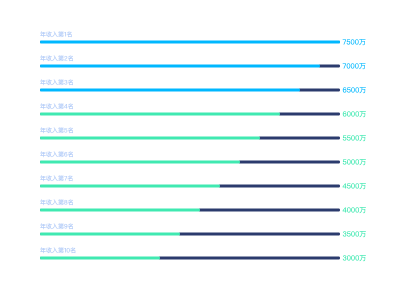 年收入第1名
7500万
年收入第2名
7000万
年收入第3名
6500万
年收入第4名
6000万
年收入第5名
5500万
年收入第6名
5000万
年收入第7名
4500万
年收入第8名
4000万
年收入第9名
3500万
年收入第10名
3000万